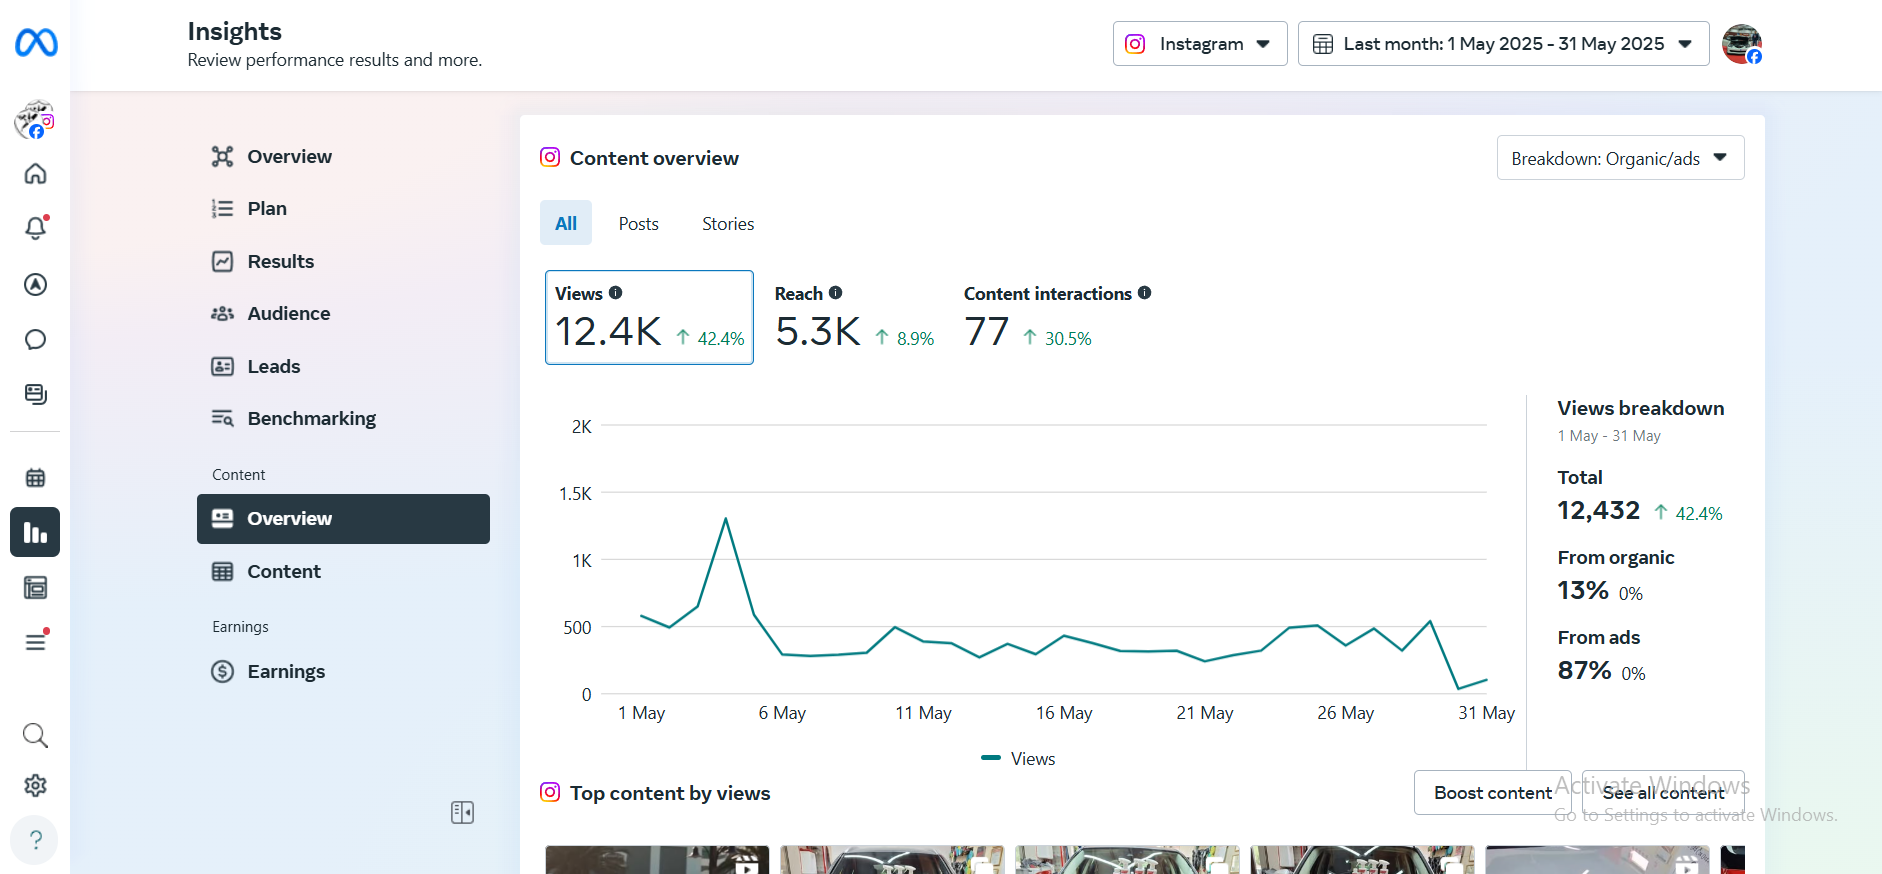 Insights
Review performance results and more.
Instagram
Last month: 1 May 2025 - 31 May 2025
Overview
Plan
Results
Audience
Leads
Benchmarking
Content
Overview
Content
Earnings
Earnings
Content overview
Breakdown: Organic/ads
All
Posts
Stories
Views
12.4K ↑ 42.4%
Reach
5.3K ↑ 8.9%
Content interactions
77 ↑ 30.5%
2K
1.5K
1K
500
0
1 May
6 May
11 May
16 May
21 May
26 May
31 May
Views
Views breakdown
1 May - 31 May
Total
12,432 ↑ 42.4%
From organic
13% 0%
From ads
87% 0%
Top content by views
Boost content
See all content
Activate Windows
Go to Settings to activate Windows.